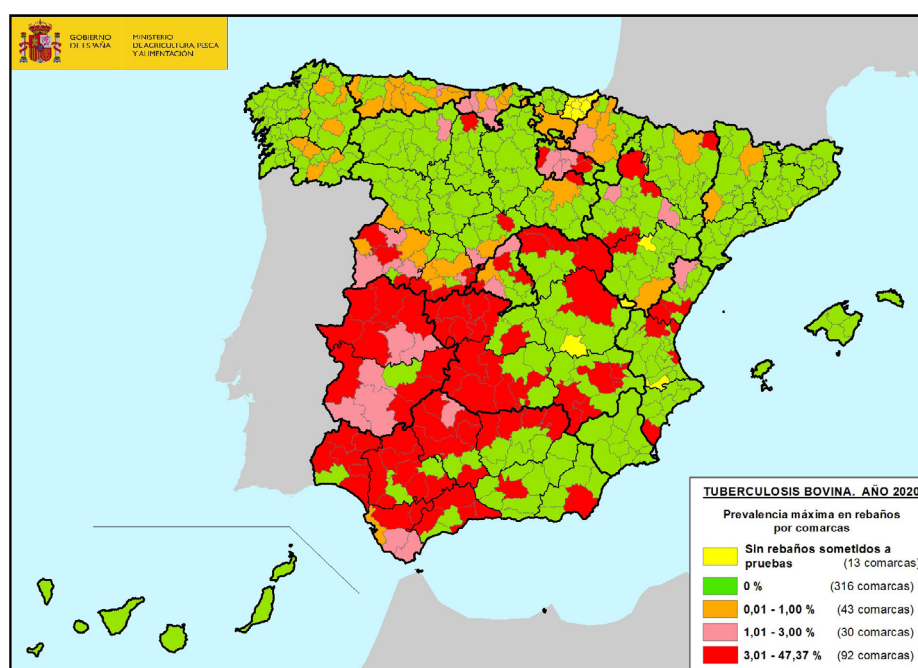 GOBIERNO
DE ESPAÑA
MINISTERIO
DE AGRICULTURA, PESCA
Y ALIMENTACIÓN
TUBERCULOSIS BOVINA. AÑO 2020
Prevalencia máxima en rebaños
por comarcas
Sin rebaños sometidos a
pruebas (13 comarcas)
0 % (316 comarcas)
0,01 - 1,00 % (43 comarcas)
1,01 - 3,00 % (30 comarcas)
3,01 - 47,37 % (92 comarcas)